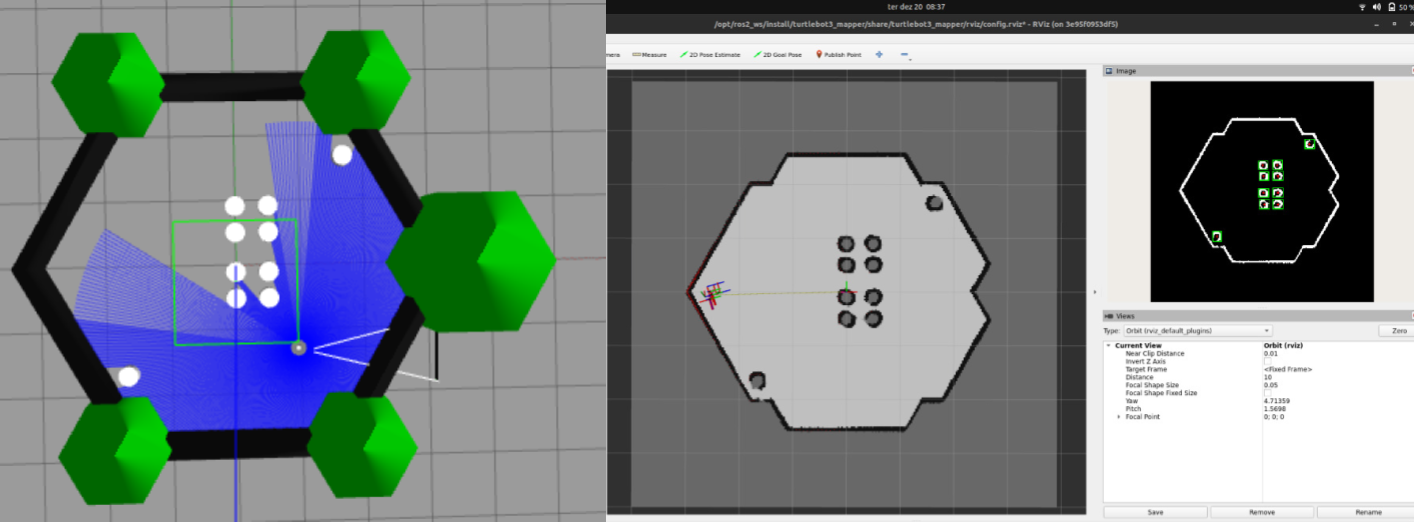 ter dez 20 08:37
50 %
/opt/ros2_ws/install/turtlebot3_mapper/share/turtlebot3_mapper/rviz/config.rviz* - RViz (on 3e95f0953df5)
Measure
2D Pose Estimate
2D Goal Pose
Publish Point
Image
Views
Type:
Orbit (rviz_default_plugins)
Zero
Current View
Orbit (rviz)
Near Clip Distance
0.01
Invert Z Axis
Target Frame
<Fixed Frame>
Distance
10
Focal Shape Size
0.05
Focal Shape Fixed Size
Yaw
4.71359
Pitch
1.5698
Focal Point
0; 0; 0
Save
Remove
Rename